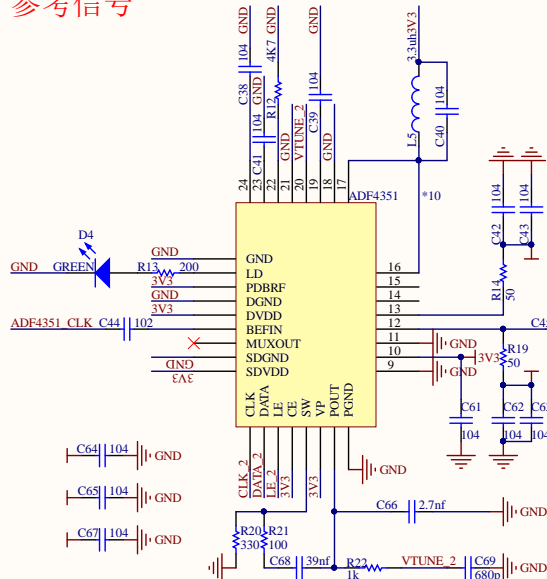 参考信号
GND
GND
GND
3V3
3.3uh
104
C38
GND
104
C41
4K7
R12
GND
VTUNE_2
104
C39
GND
L5
104
C40
24
23
22
21
20
19
18
17
ADF4351
*10
104
C42
104
C43
D4
GND
GREEN
R13
200
GND
3V3
GND
3V3
ADF4351_CLK
C44
102
GND
3V3
GND
LD
PDBRF
DGND
DVDD
BEFIN
MUXOUT
SDGND
SDVDD
16
15
14
13
12
11
10
9
R14
50
GND
3V3
GND
R19
50
CLK
DATA
LE
CE
SW
VP
POUT
PGND
C61
104
C62
104
104
CLK_2
DATA_2
LE_2
3V3
3V3
GND
C64
104
GND
C65
104
GND
C67
104
GND
C66
2.7nf
GND
R20
330
R21
100
C68
39nf
R22
1k
VTUNE_2
C69
680p
GND